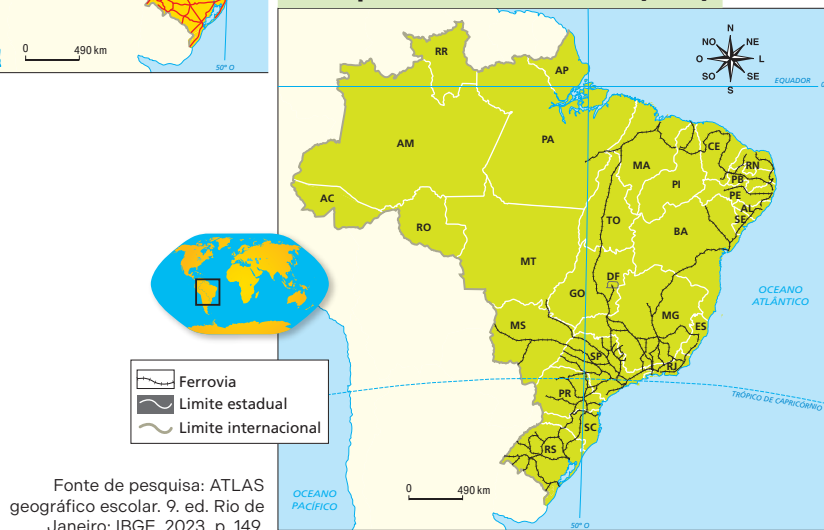 0 490 km
50° O
N
NO NE
O L
SO SE
S
EQUADOR
RR
AP
AM
PA
MA
CE
RN
PB
PE
AL
SE
PI
AC
RO
TO
BA
MT
DF
GO
MG
ES
MS
SP
RJ
PR
SC
RS
OCEANO
ATLÂNTICO
TRÓPICO DE CAPRICÓRNIO
Ferrovia
Limite estadual
Limite internacional
Fonte de pesquisa: ATLAS
geográfico escolar. 9. ed. Rio de
Janeiro: IBGE, 2023. p. 149.
OCEANO
PACÍFICO
0 490 km
50° O